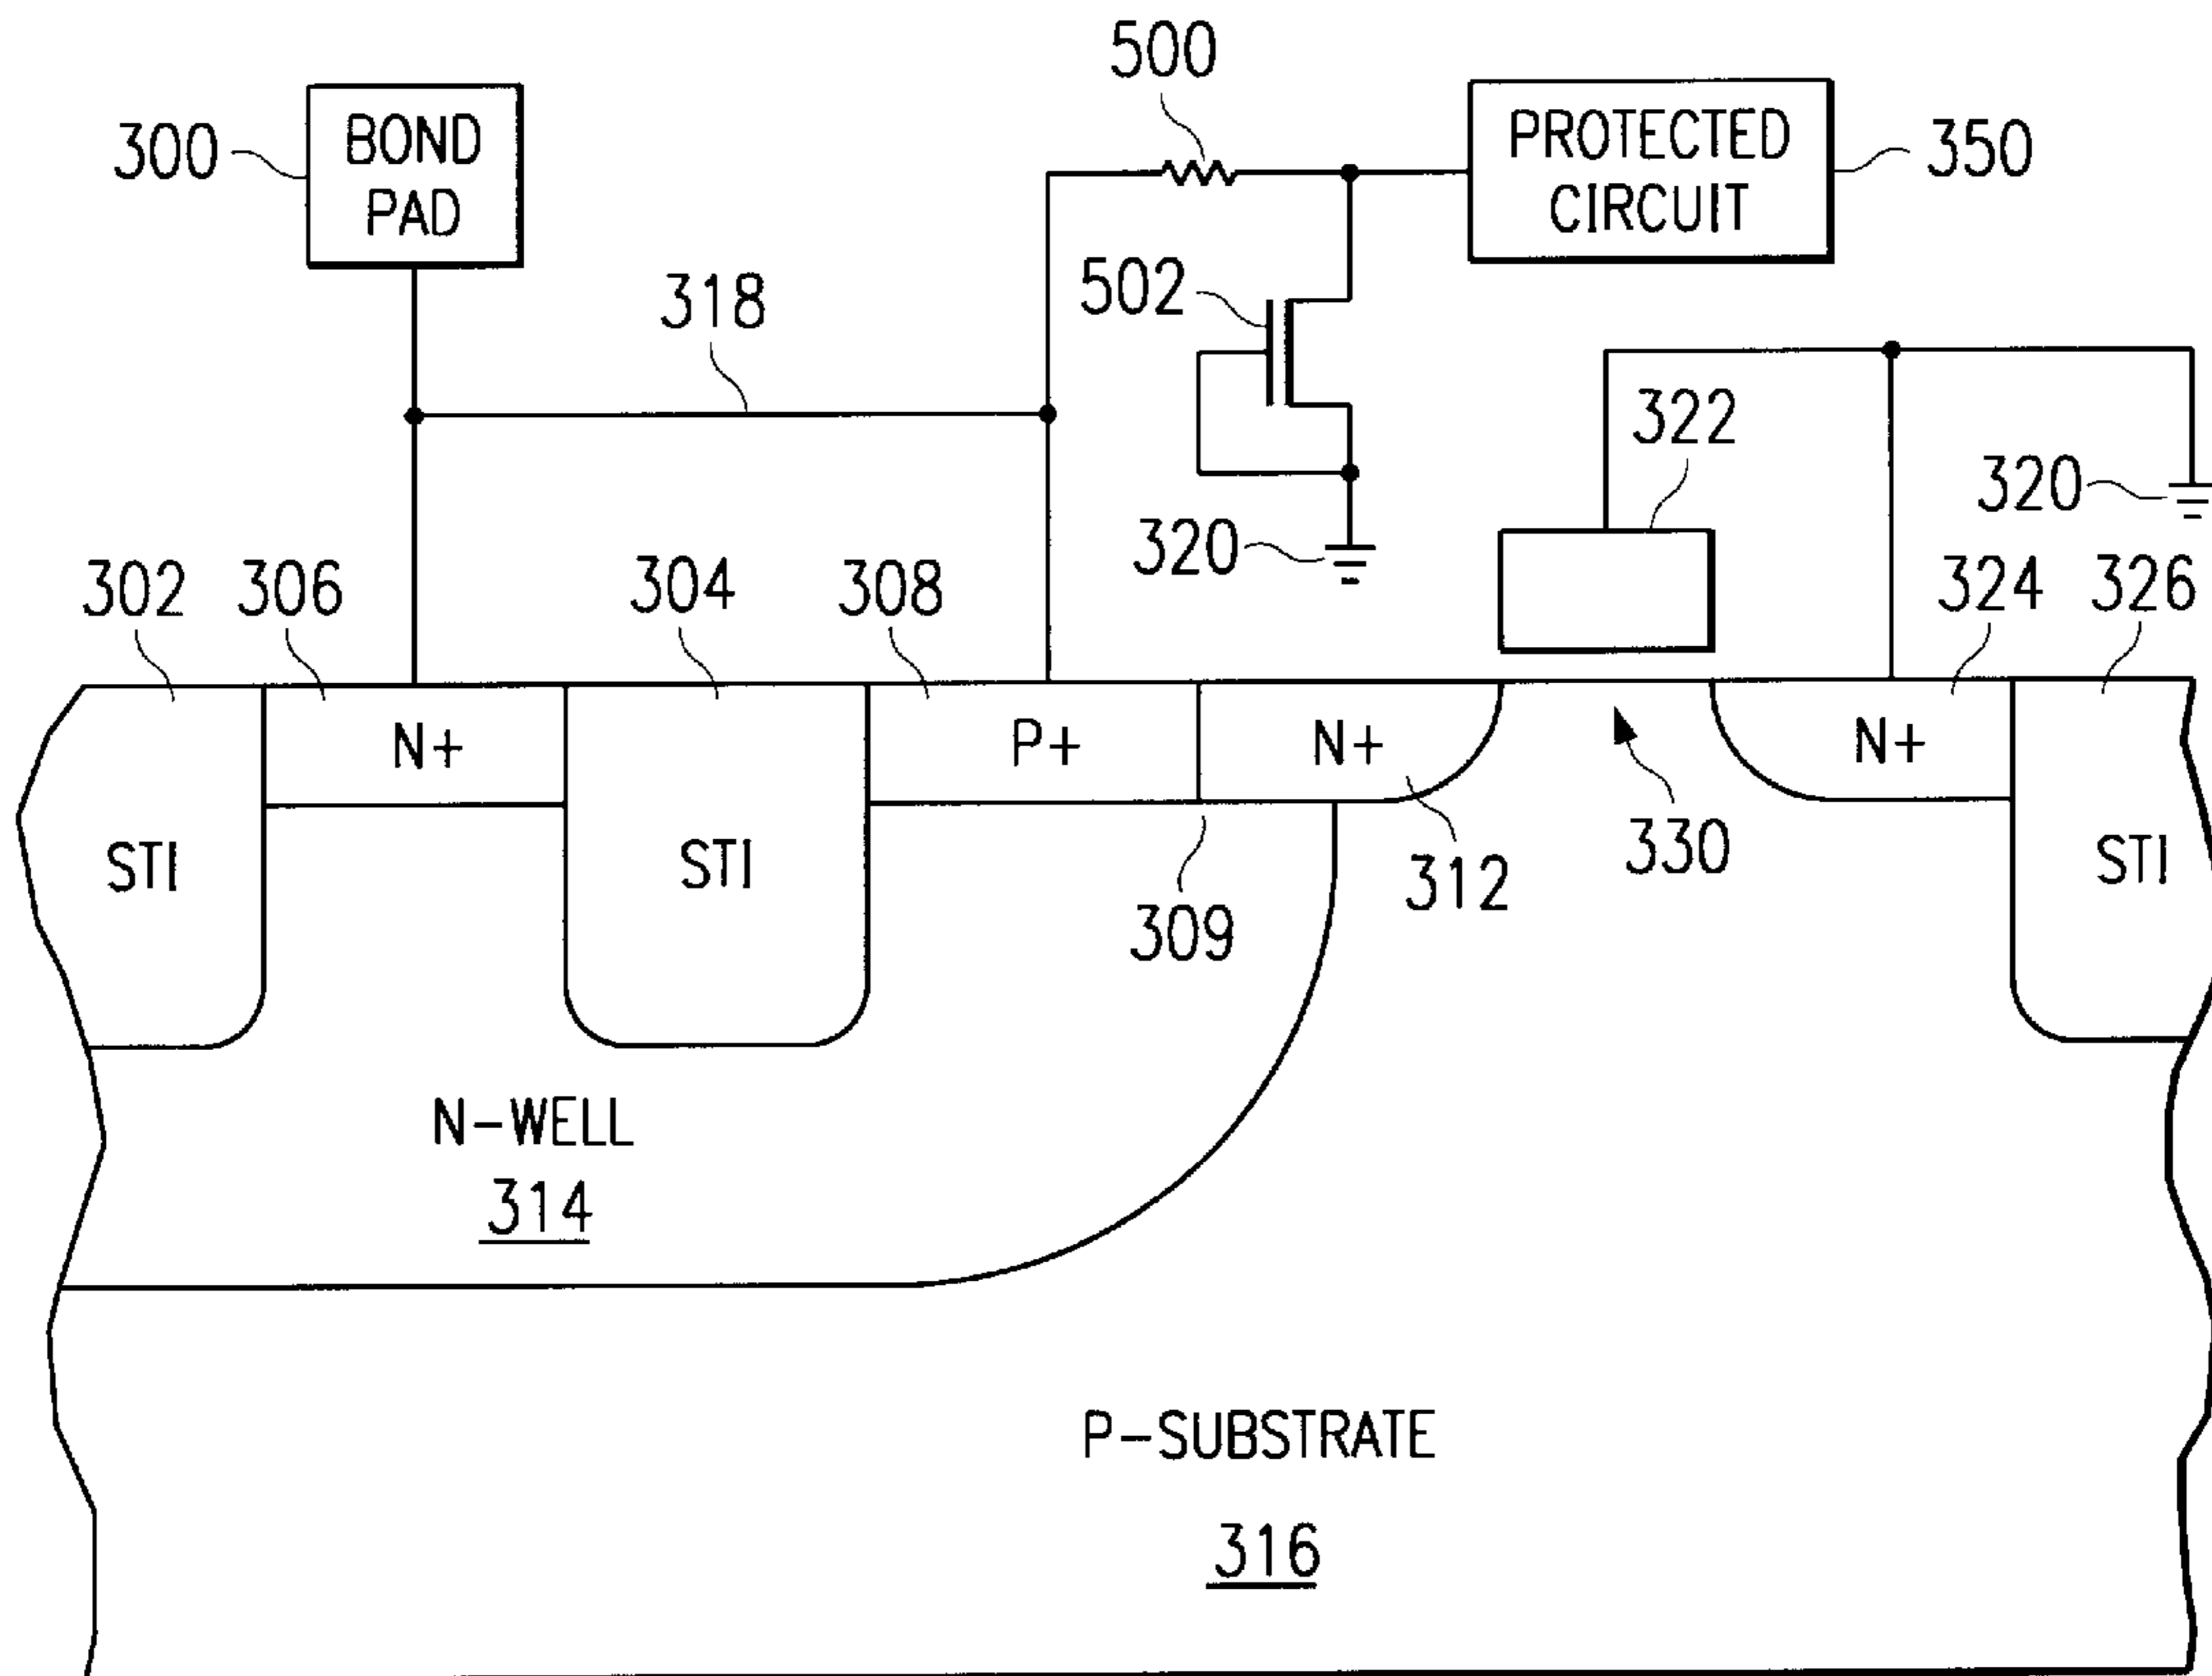 500
BOND
PAD
300
PROTECTED
CIRCUIT
350
318
502
322
320
320
302
306
304
308
324
326
N+
P+
N+
N+
STI
STI
STI
309
312
330
N-WELL
314
P-SUBSTRATE
316